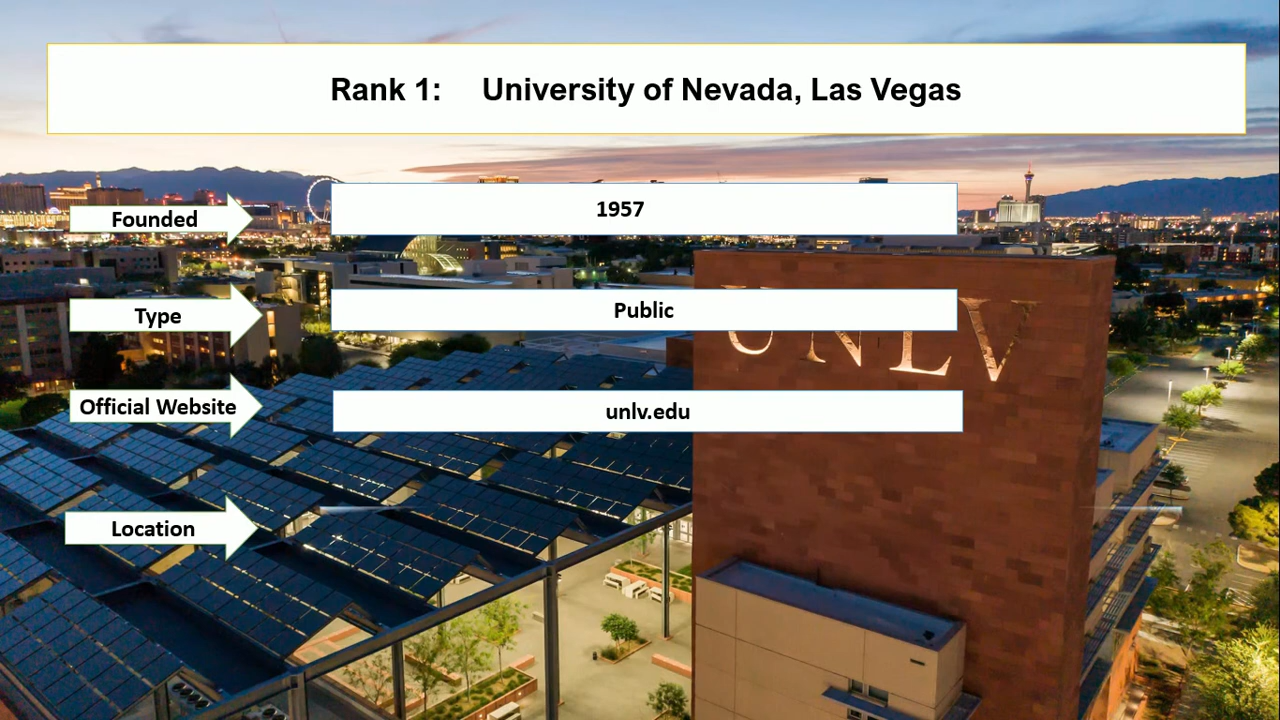 Rank 1: University of Nevada, Las Vegas
Founded
1957
Type
Public
UNLV
Official Website
unlv.edu
Location